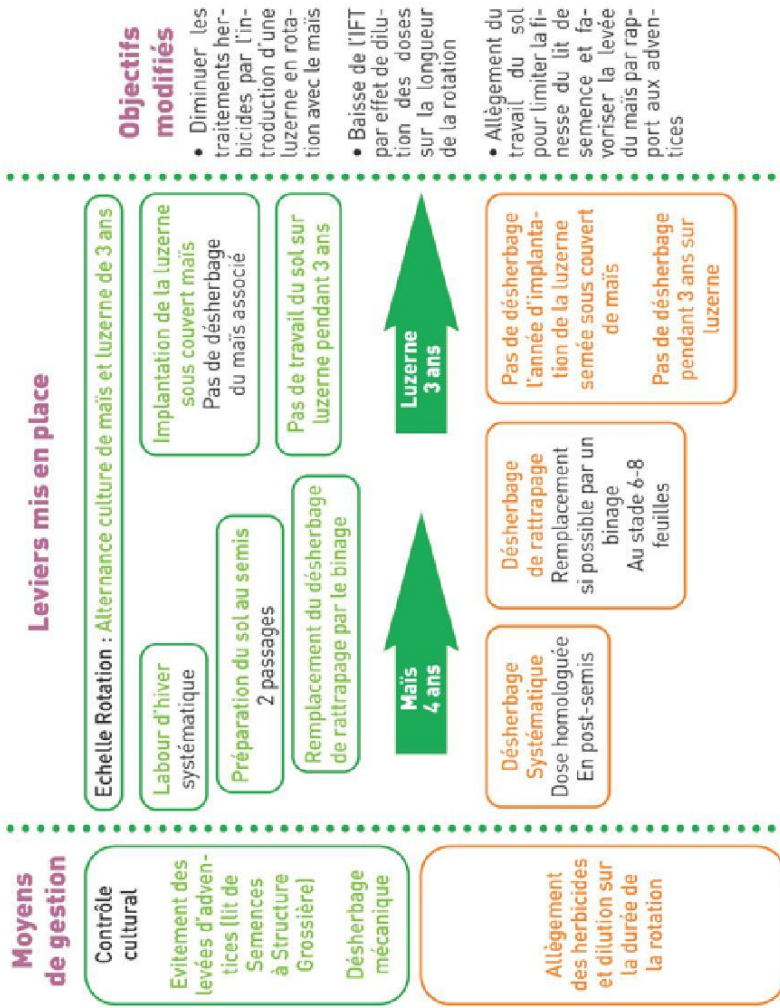 Moyens
de gestion
Contrôle
cultural
Evitement des
levées d'adven-
tices (lit de
Semences
à Structure
Grossière)
Désherbage
mécanique
Allègement
des herbicides
et dilution sur
la durée de
la rotation
Leviers mis en place
Echelle Rotation : Alternance culture de maïs et luzerne de 3 ans
Labour d'hiver
systématique
Préparation du sol au semis
2 passages
Remplacement du désherbage
de rattrapage par le binage
Implantation de la luzerne
sous couvert maïs
Pas de désherbage
du maïs associé
Pas de travail du sol sur
luzerne pendant 3 ans
Maïs
4 ans
Luzerne
3 ans
Désherbage
Systématique
Dose homologuée
En post-semis
Désherbage
de rattrapage
Remplacement
si possible par un
binage
Au stade 6-8
feuilles
Pas de désherbage
l'année d'implanta-
tion de la luzerne
semée sous couvert
de maïs
Pas de désherbage
pendant 3 ans sur
luzerne
Objectifs
modifiés
• Diminuer les
traitements her-
bicides par l'in-
troduction d'une
luzerne en rota-
tion avec le maïs
• Baisse de l'IFT
par effet de dilu-
tion des doses
sur la longueur
de la rotation
• Allègement du
travail du sol
pour limiter la fi-
nesse du lit de
semence et fa-
voriser la levée
du maïs par rap-
port aux adven-
tices